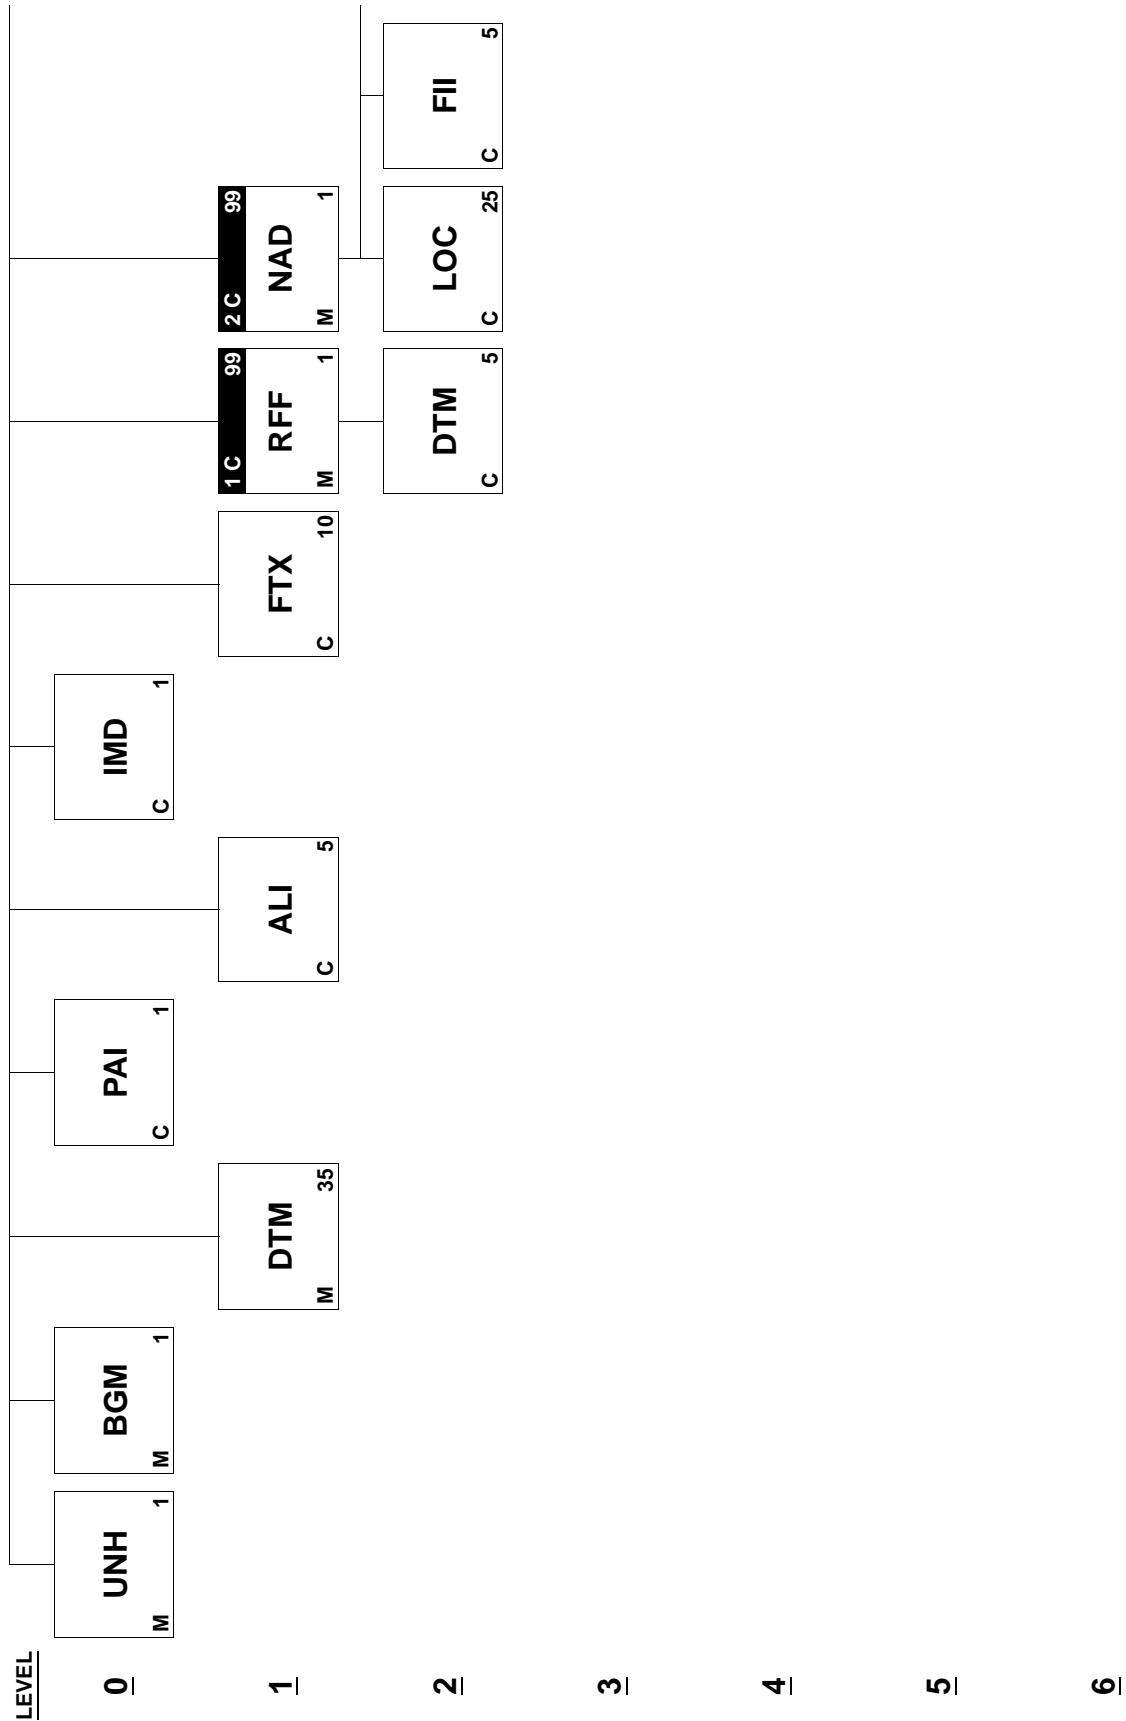 LEVEL
0
UNH
M 1
BGM
M 1
PAI
C 1
IMD
C 1
1
DTM
M 35
ALI
C 5
FTX
C 10
1 C 99
RFF
M 1
2 C 99
NAD
M 1
2
DTM
C 5
LOC
C 25
FII
C 5
3
4
5
6